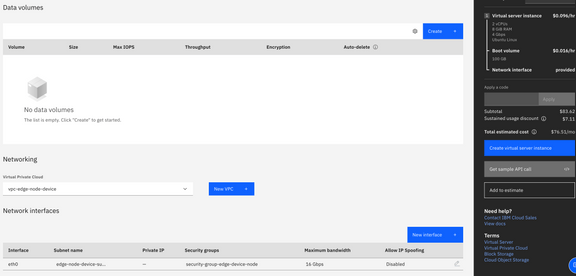 Data volumes
Create +
Volume Size Max IOPS Throughput Encryption Auto-delete
No data volumes
The list is empty. Click "Create" to get started.
Networking
Virtual Private Cloud
vpc-edge-node-device
New VPC +
Network interfaces
New interface +
Interface Subnet name Private IP Security groups Maximum bandwidth Allow IP Spoofing
eth0 edge-node-device-su... — security-group-edge-device-node 16 Gbps Disabled
Virtual server instance $0.096/hr
2 vCPUs
8 GiB RAM
4 Gbps
Ubuntu Linux
Boot volume $0.016/hr
100 GB
Network interface provided
Apply a code
Apply
Subtotal $83.62
Sustained usage discount $7.11
Total estimated cost $76.51/mo
Create virtual server instance
Get sample API call </>
Add to estimate
Need help?
Contact IBM Cloud Sales
View docs
Terms
Virtual Server
Virtual Private Cloud
Block Storage
Cloud Object Storage